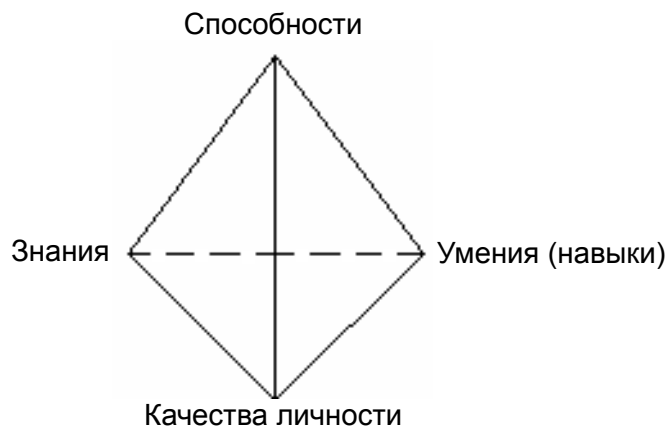 Способности
Знания
Умения (навыки)
Качества личности